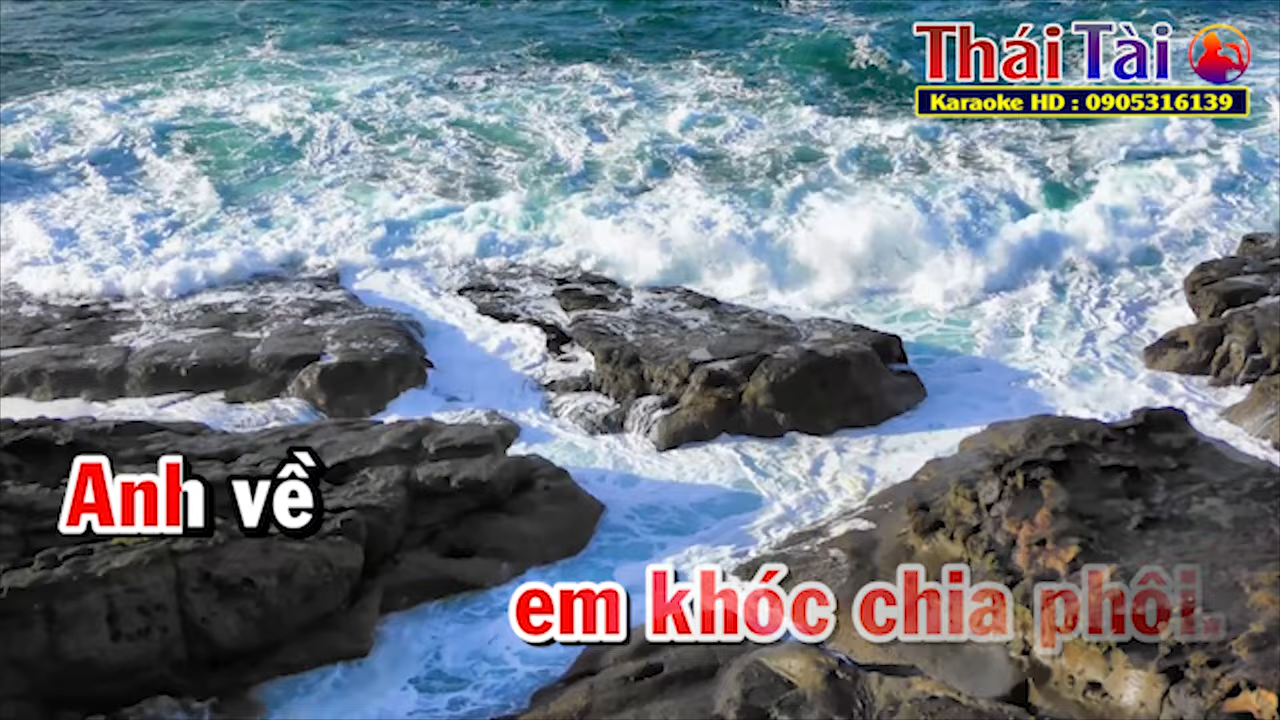 Thái Tài
Karaoke HD : 0905316139
Anh về
em khóc chia phôi.